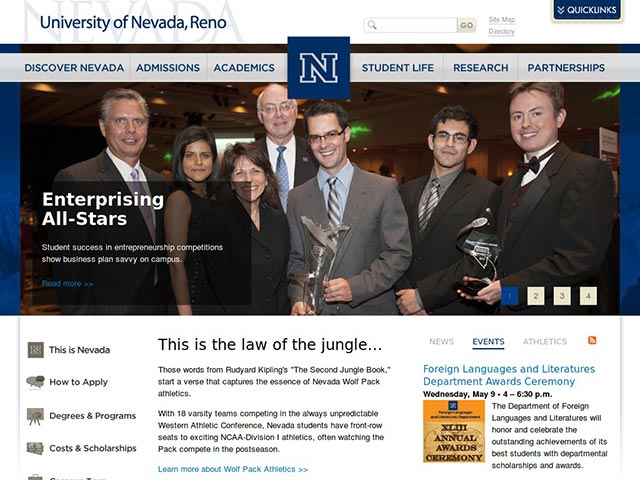 NEVADA
University of Nevada, Reno
GO
Site Map
Directory
QUICKLINKS
DISCOVER NEVADA
ADMISSIONS
ACADEMICS
N
STUDENT LIFE
RESEARCH
PARTNERSHIPS
Enterprising
All-Stars
Student success in entrepreneurship competitions
show business plan savvy on campus.
Read more >>
1 2 3 4
This is Nevada
How to Apply
Degrees & Programs
Costs & Scholarships
This is the law of the jungle...
Those words from Rudyard Kipling's "The Second Jungle Book,"
start a verse that captures the essence of Nevada Wolf Pack
athletics.
With 18 varsity teams competing in the always unpredictable
Western Athletic Conference, Nevada students have front-row
seats to exciting NCAA-Division I athletics, often watching the
Pack compete in the postseason.
Learn more about Wolf Pack Athletics >>
NEWS EVENTS ATHLETICS
Foreign Languages and Literatures
Department Awards Ceremony
Wednesday, May 9 • 4 – 6:30 p.m.
Foreign Languages
and Literatures Department
XLIII
ANNUAL
AWARDS
CEREMONY
The Department of Foreign
Languages and Literatures will
honor and celebrate the
outstanding achievements of its
best students with departmental
scholarships and awards.